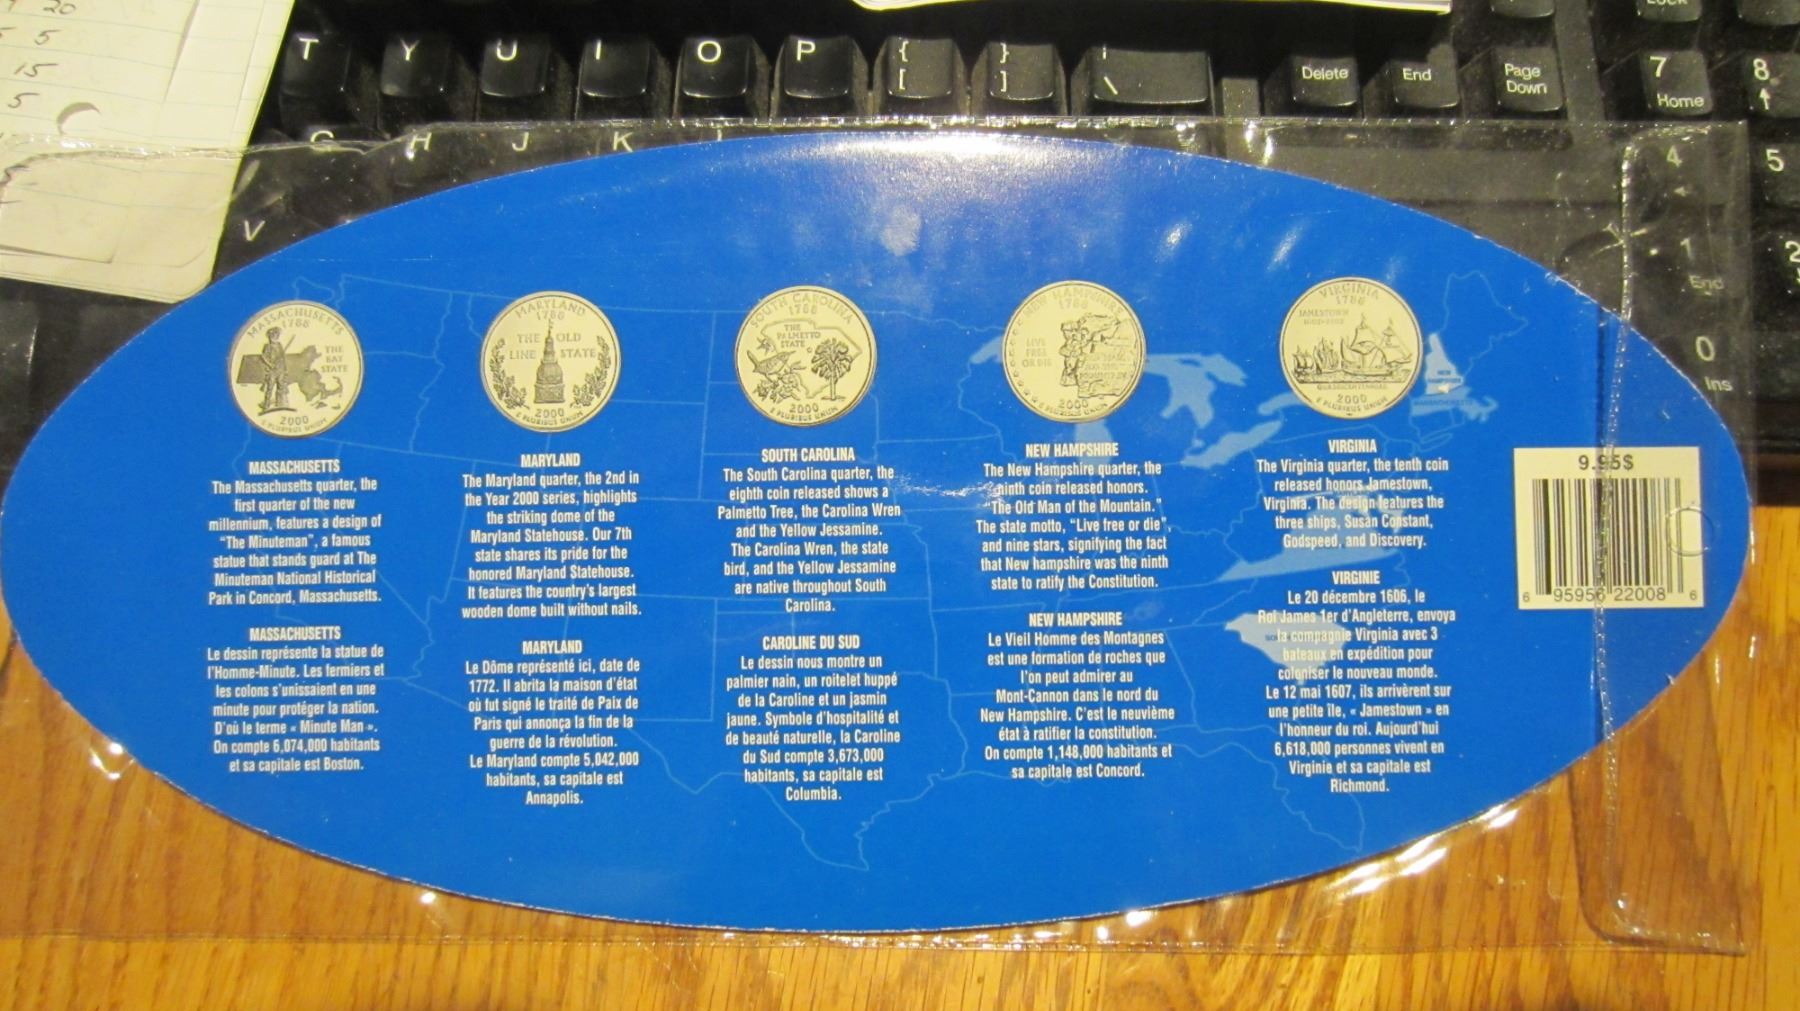 20
5
15
5
T Y U I O P { [ } ] | \ Delete End Page Down 7 Home 8
G H J K L 4 5
V 1 End 2
0 Ins
MASSACHUSETTS
1788
THE
BAY
STATE
2000
E PLURIBUS UNUM
MARYLAND
1788
THE OLD
LINE STATE
2000
E PLURIBUS UNUM
SOUTH CAROLINA
1788
THE
PALMETTO
STATE
2000
E PLURIBUS UNUM
NEW HAMPSHIRE
1788
LIVE
FREE
OR DIE
2000
E PLURIBUS UNUM
VIRGINIA
1788
JAMESTOWN
1607-2007
QUADRICENTENNIAL
2000
E PLURIBUS UNUM
MASSACHUSETTS
The Massachusetts quarter, the
first quarter of the new
millennium, features a design of
"The Minuteman", a famous
statue that stands guard at The
Minuteman National Historical
Park in Concord, Massachusetts.
MASSACHUSETTS
Le dessin représente la statue de
l'Homme-Minute. Les fermiers et
les colons s'unissaient en une
minute pour protéger la nation.
D'où le terme « Minute Man ».
On compte 6,074,000 habitants
et sa capitale est Boston.
MARYLAND
The Maryland quarter, the 2nd in
the Year 2000 series, highlights
the striking dome of the
Maryland Statehouse. Our 7th
state shares its pride for the
honored Maryland Statehouse.
It features the country's largest
wooden dome built without nails.
MARYLAND
Le Dôme représenté ici, date de
1772. Il abrita la maison d'état
où fut signé le traité de Paix de
Paris qui annonça la fin de la
guerre de la révolution.
Le Maryland compte 5,042,000
habitants, sa capitale est
Annapolis.
SOUTH CAROLINA
The South Carolina quarter, the
eighth coin released shows a
Palmetto Tree, the Carolina Wren
and the Yellow Jessamine.
The Carolina Wren, the state
bird, and the Yellow Jessamine
are native throughout South
Carolina.
CAROLINE DU SUD
Le dessin nous montre un
palmier nain, un roitelet huppé
de la Caroline et un jasmin
jaune. Symbole d'hospitalité et
de beauté naturelle, la Caroline
du Sud compte 3,673,000
habitants, sa capitale est
Columbia.
NEW HAMPSHIRE
The New Hampshire quarter, the
ninth coin released honors.
"The Old Man of the Mountain."
The state motto, "Live free or die",
and nine stars, signifying the fact
that New hampshire was the ninth
state to ratify the Constitution.
NEW HAMPSHIRE
Le Vieil Homme des Montagnes
est une formation de roches que
l'on peut admirer au
Mont-Cannon dans le nord du
New Hampshire. C'est le neuvième
état à ratifier la constitution.
On compte 1,148,000 habitants et
sa capitale est Concord.
VIRGINIA
The Virginia quarter, the tenth coin
released honors Jamestown,
Virginia. The design features the
three ships, Susan Constant,
Godspeed, and Discovery.
VIRGINIE
Le 20 décembre 1606, le
Roi James 1er d'Angleterre, envoya
la compagnie Virginia avec 3
bateaux en expédition pour
coloniser le nouveau monde.
Le 12 mai 1607, ils arrivèrent sur
une petite île, « Jamestown » en
l'honneur du roi. Aujourd'hui
6,618,000 personnes vivent en
Virginie et sa capitale est
Richmond.
9.95$
6 95956 22008 6